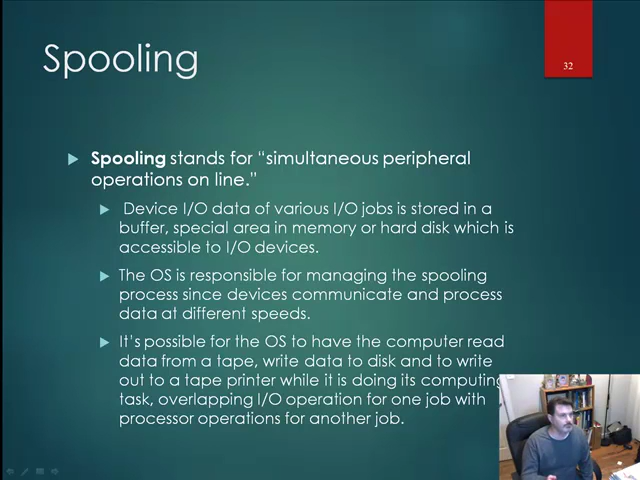 Spooling
32
Spooling stands for “simultaneous peripheral
operations on line.”
Device I/O data of various I/O jobs is stored in a
buffer, special area in memory or hard disk which is
accessible to I/O devices.
The OS is responsible for managing the spooling
process since devices communicate and process
data at different speeds.
It’s possible for the OS to have the computer read
data from a tape, write data to disk and to write
out to a tape printer while it is doing its computing
task, overlapping I/O operation for one job with
processor operations for another job.